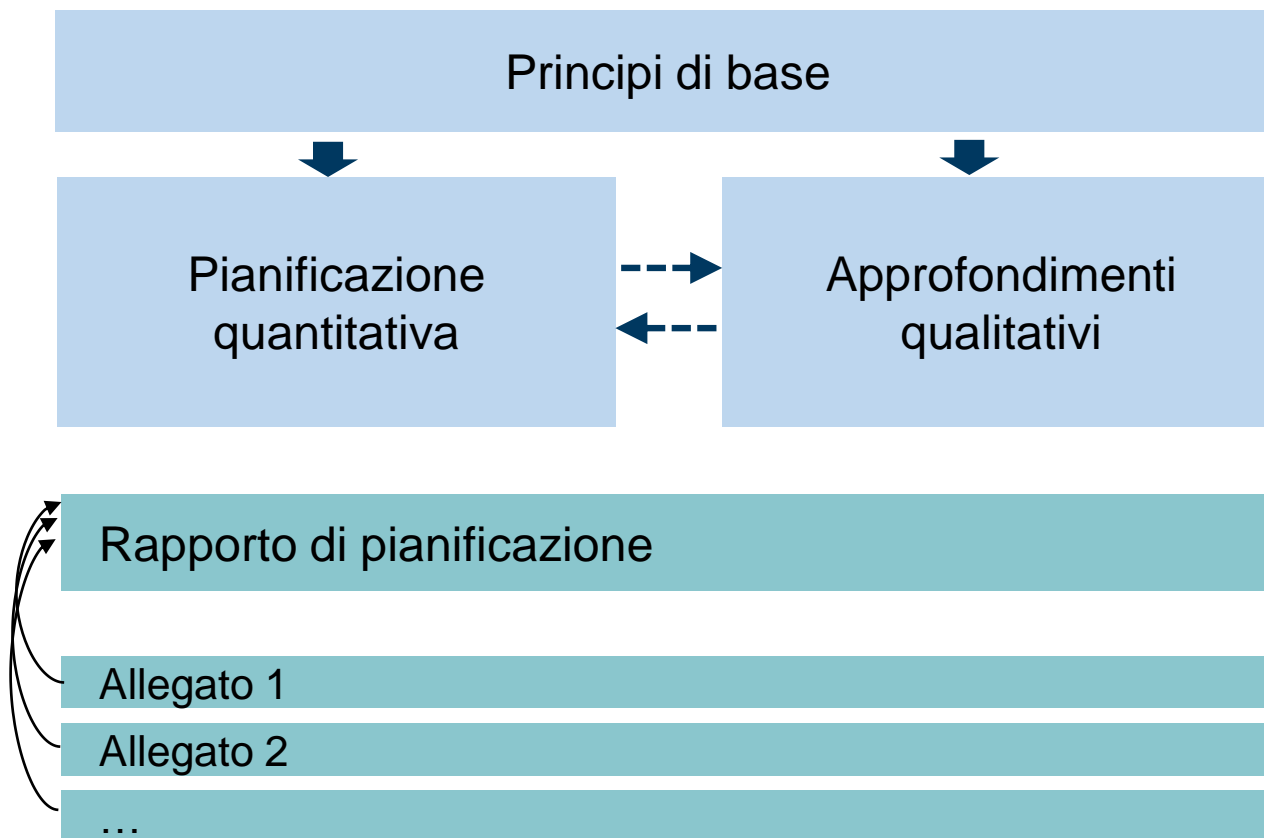 Principi di base
Pianificazione
quantitativa
Approfondimenti
qualitativi
Rapporto di pianificazione
Allegato 1
Allegato 2
…